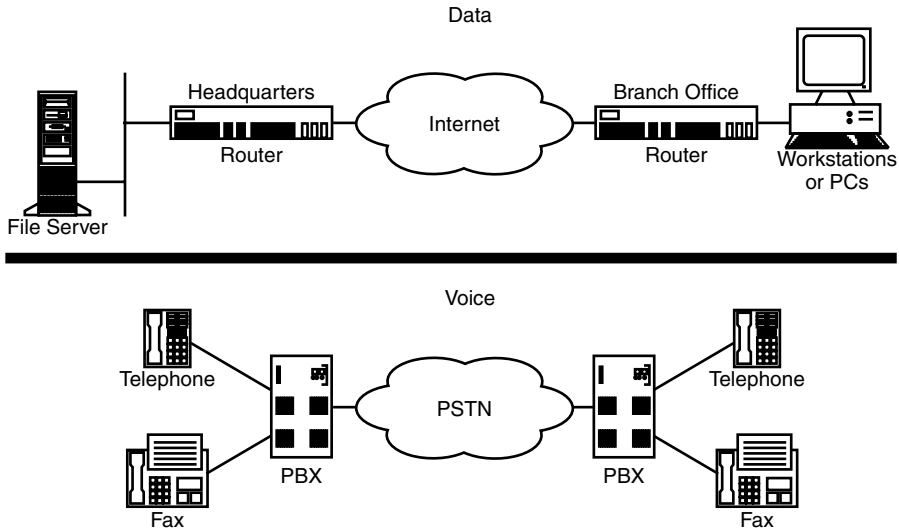 Data
Headquarters
Branch Office
Internet
Router
Router
Workstations
or PCs
File Server
Voice
Telephone
Telephone
PSTN
PBX
PBX
Fax
Fax